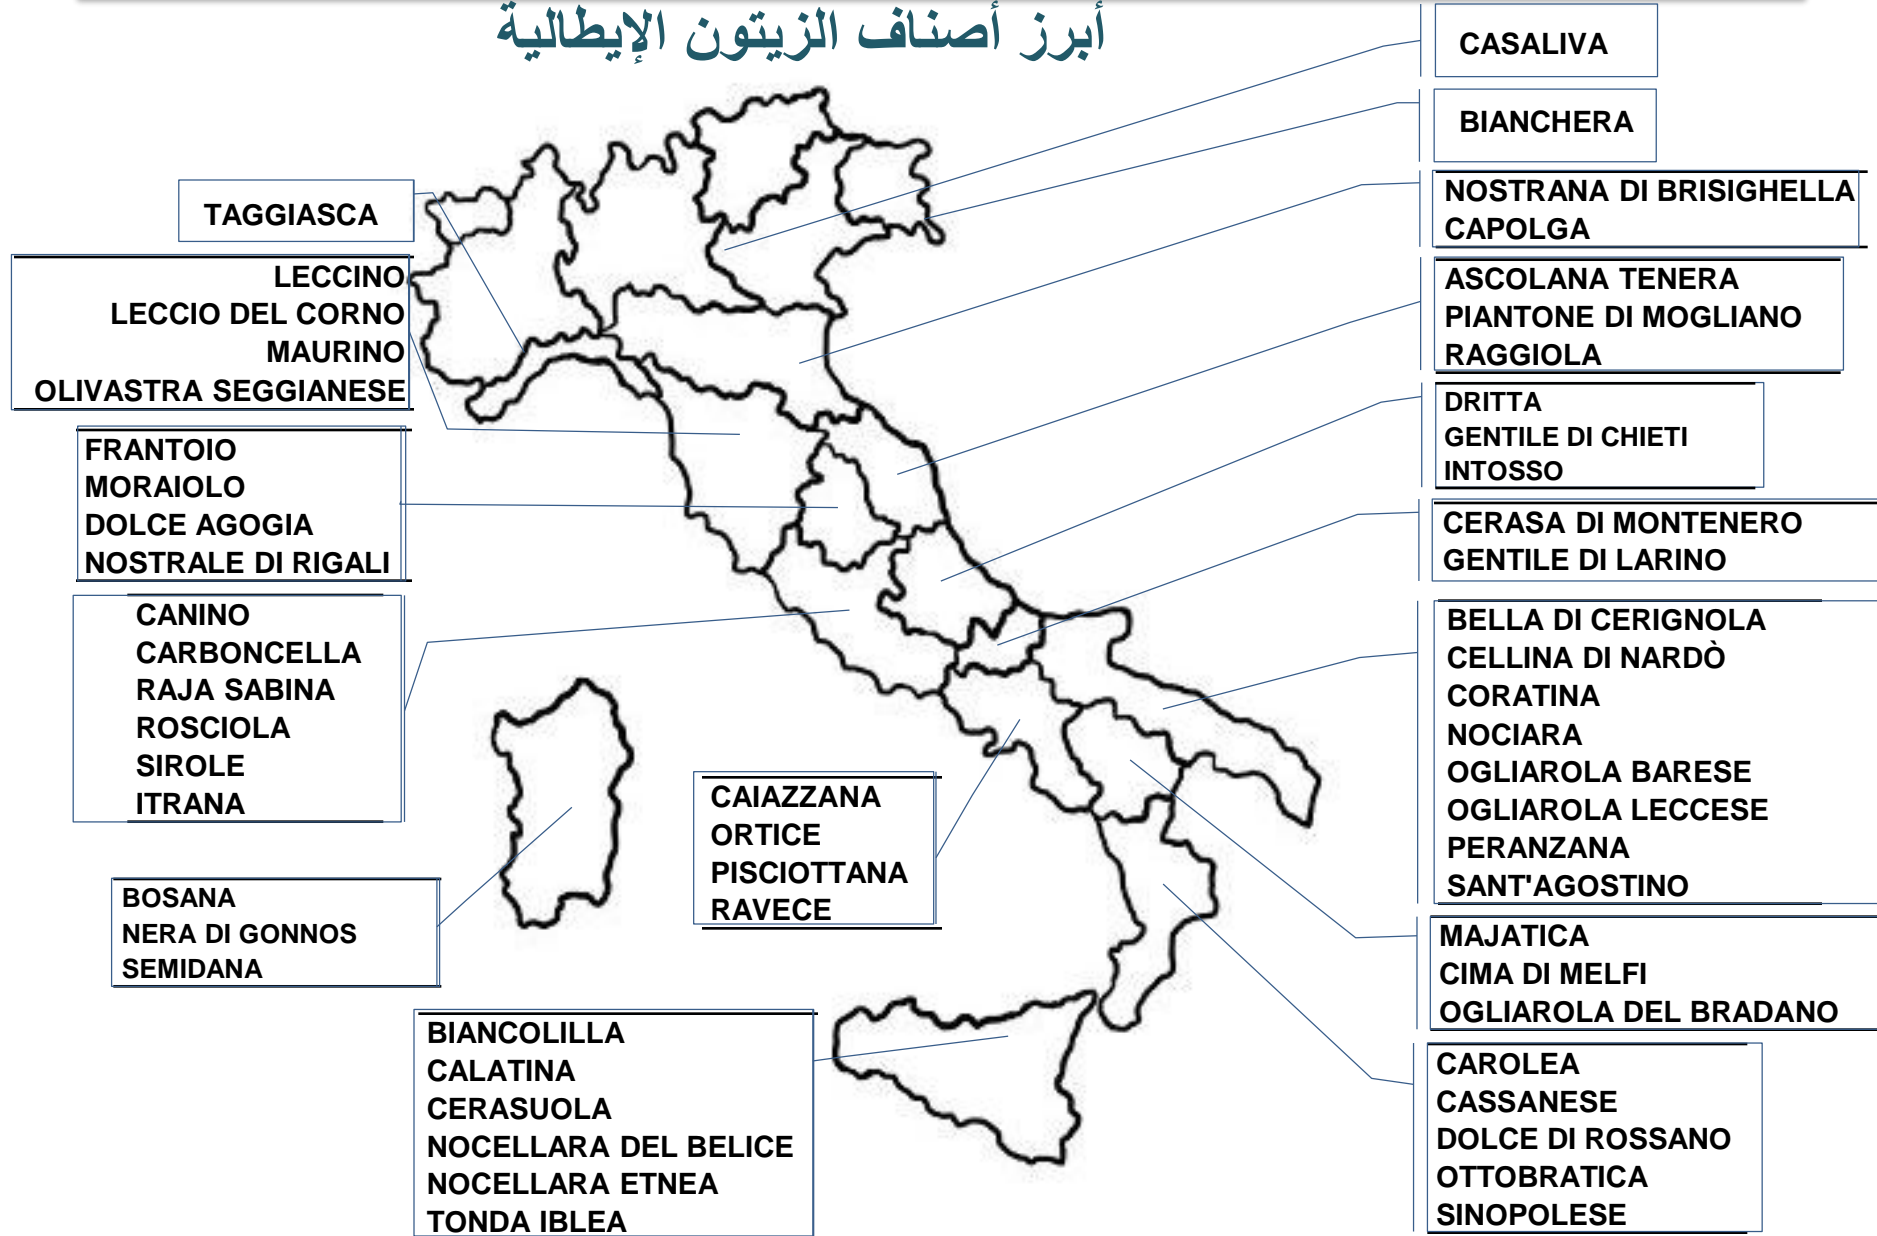 أبرز أصناف الزيتون الإيطالية
CASALIVA
BIANCHERA
NOSTRANA DI BRISIGHELLA
CAPOLGA
ASCOLANA TENERA
PIANTONE DI MOGLIANO
RAGGIOLA
DRITTA
GENTILE DI CHIETI
INTOSSO
CERASA DI MONTENERO
GENTILE DI LARINO
BELLA DI CERIGNOLA
CELLINA DI NARDÒ
CORATINA
NOCIARA
OGLIAROLA BARESE
OGLIAROLA LECCESE
PERANZANA
SANT'AGOSTINO
MAJATICA
CIMA DI MELFI
OGLIAROLA DEL BRADANO
CAROLEA
CASSANESE
DOLCE DI ROSSANO
OTTOBRATICA
SINOPOLESE
TAGGIASCA
LECCINO
LECCIO DEL CORNO
MAURINO
OLIVASTRA SEGGIANESE
FRANTOIO
MORAIOLO
DOLCE AGOGIA
NOSTRALE DI RIGALI
CANINO
CARBONCELLA
RAJA SABINA
ROSCIOLA
SIROLE
ITRANA
BOSANA
NERA DI GONNOS
SEMIDANA
CAIAZZANA
ORTICE
PISCIOTTANA
RAVECE
BIANCOLILLA
CALATINA
CERASUOLA
NOCELLARA DEL BELICE
NOCELLARA ETNEA
TONDA IBLEA